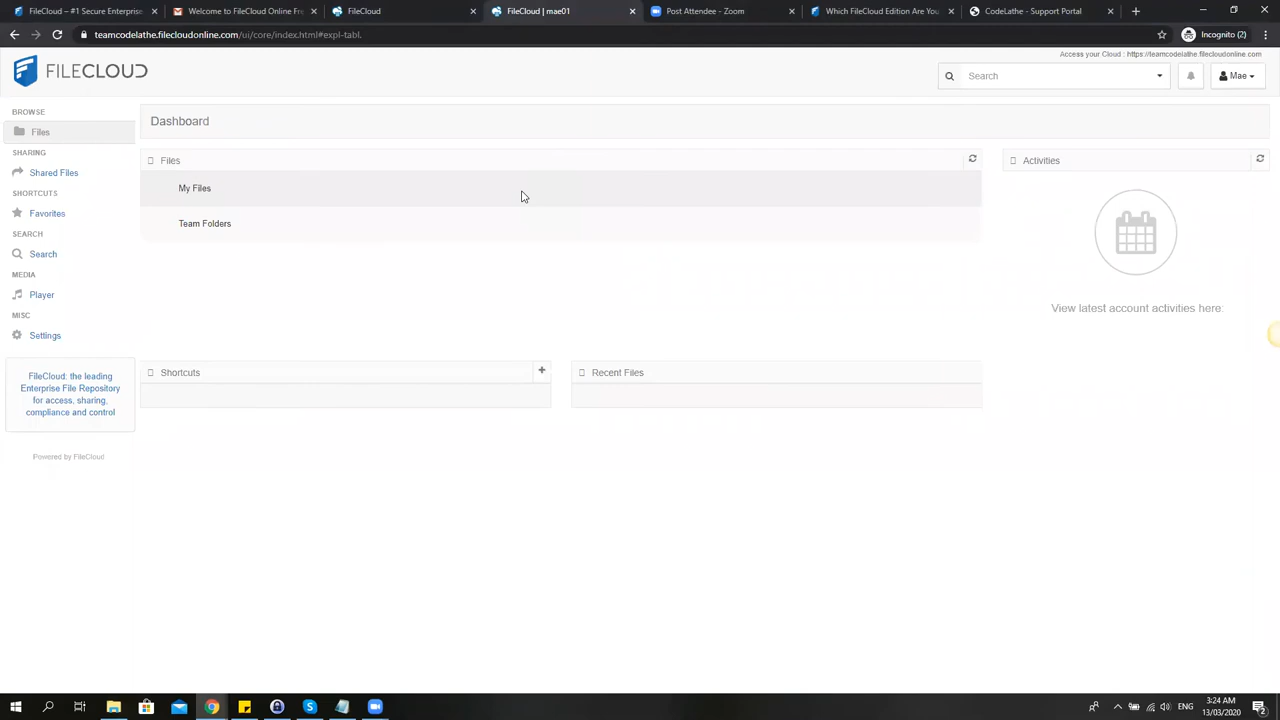 FileCloud – #1 Secure Enterpris
Welcome to FileCloud Online Fr
FileCloud
FileCloud | mae01
Post Attendee - Zoom
Which FileCloud Edition Are You
CodeLathe - Support Portal
teamcodelathe.filecloudonline.com/ui/core/index.html#expl-tabl.
Incognito (2)
Access your Cloud : https://teamcodelathe.filecloudonline.com
FILECLOUD
Search
Mae
BROWSE
Files
SHARING
Shared Files
SHORTCUTS
Favorites
SEARCH
Search
MEDIA
Player
MISC
Settings
FileCloud: the leading
Enterprise File Repository
for access, sharing,
compliance and control
Powered by FileCloud
Dashboard
Files
My Files
Team Folders
Activities
View latest account activities here:
Shortcuts
Recent Files
ENG
3:24 AM
13/03/2020
2